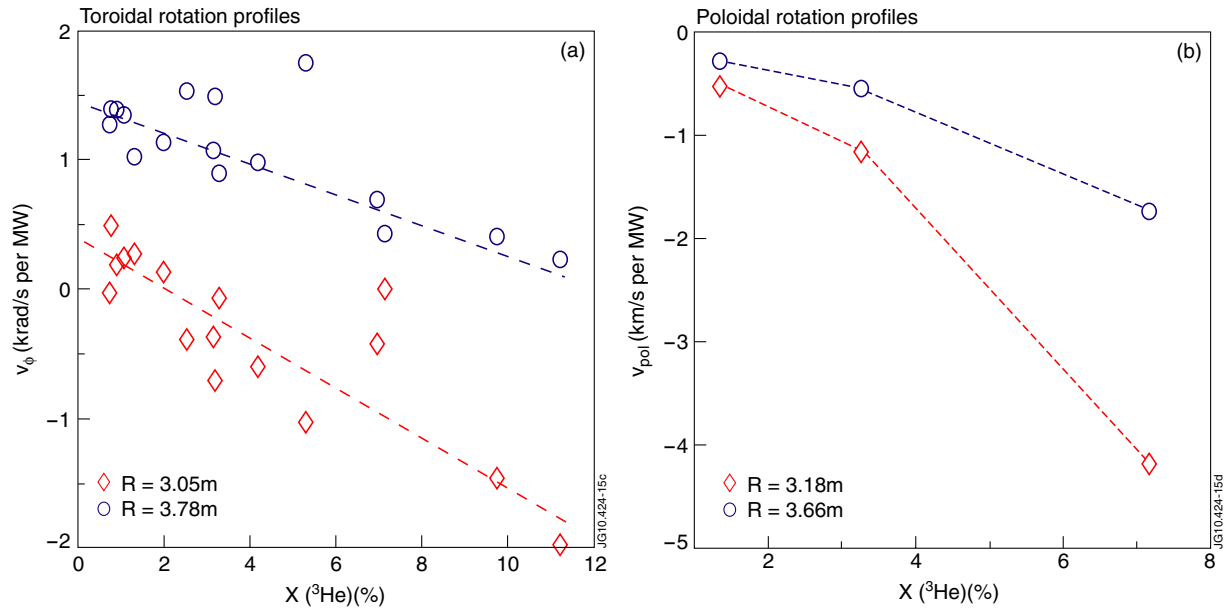 Toroidal rotation profiles
(a)
2
1
0
−1
−2
v_ϕ (krad/s per MW)
R = 3.05m
R = 3.78m
0 2 4 6 8 10 12
X (³He)(%)
JG10.424-15c
Poloidal rotation profiles
(b)
0
−1
−2
−3
−4
−5
v_pol (km/s per MW)
R = 3.18m
R = 3.66m
2 4 6 8
X (³He)(%)
JG10.424-15d